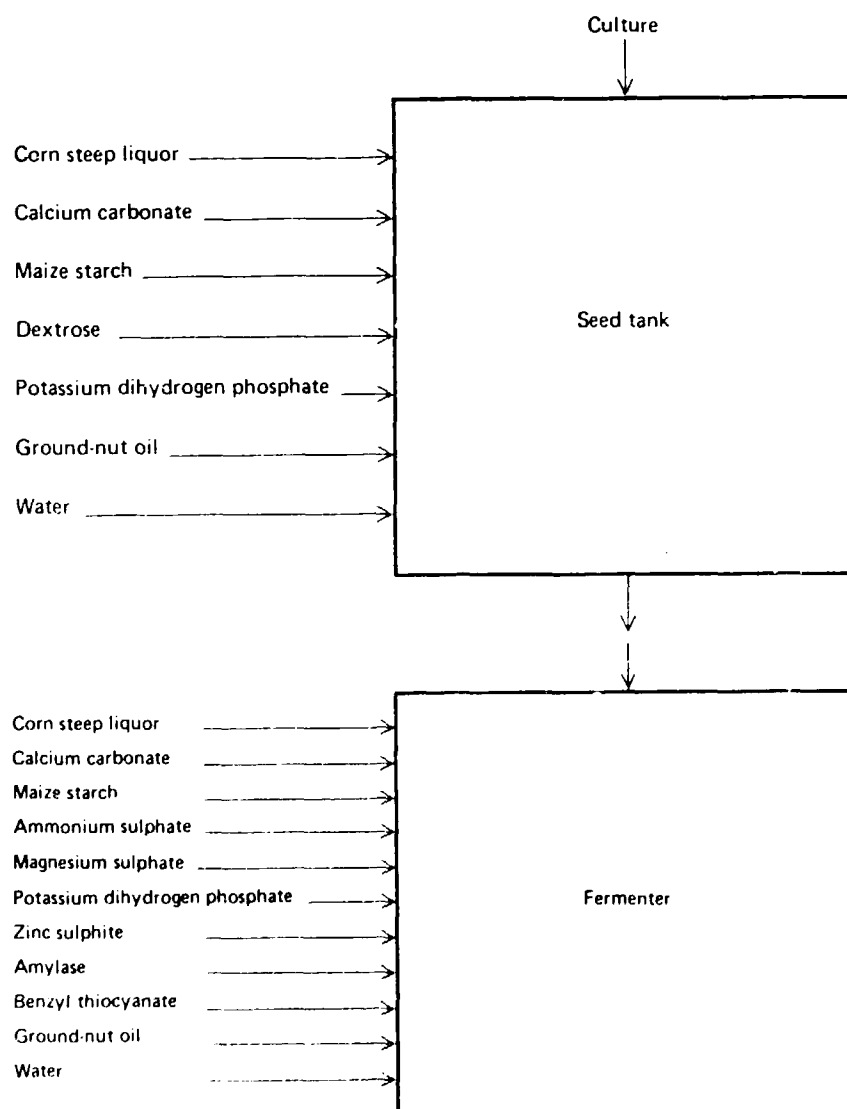 Culture
Corn steep liquor
Calcium carbonate
Maize starch
Dextrose
Seed tank
Potassium dihydrogen phosphate
Ground-nut oil
Water
Corn steep liquor
Calcium carbonate
Maize starch
Ammonium sulphate
Magnesium sulphate
Potassium dihydrogen phosphate
Fermenter
Zinc sulphite
Amylase
Benzyl thiocyanate
Ground-nut oil
Water